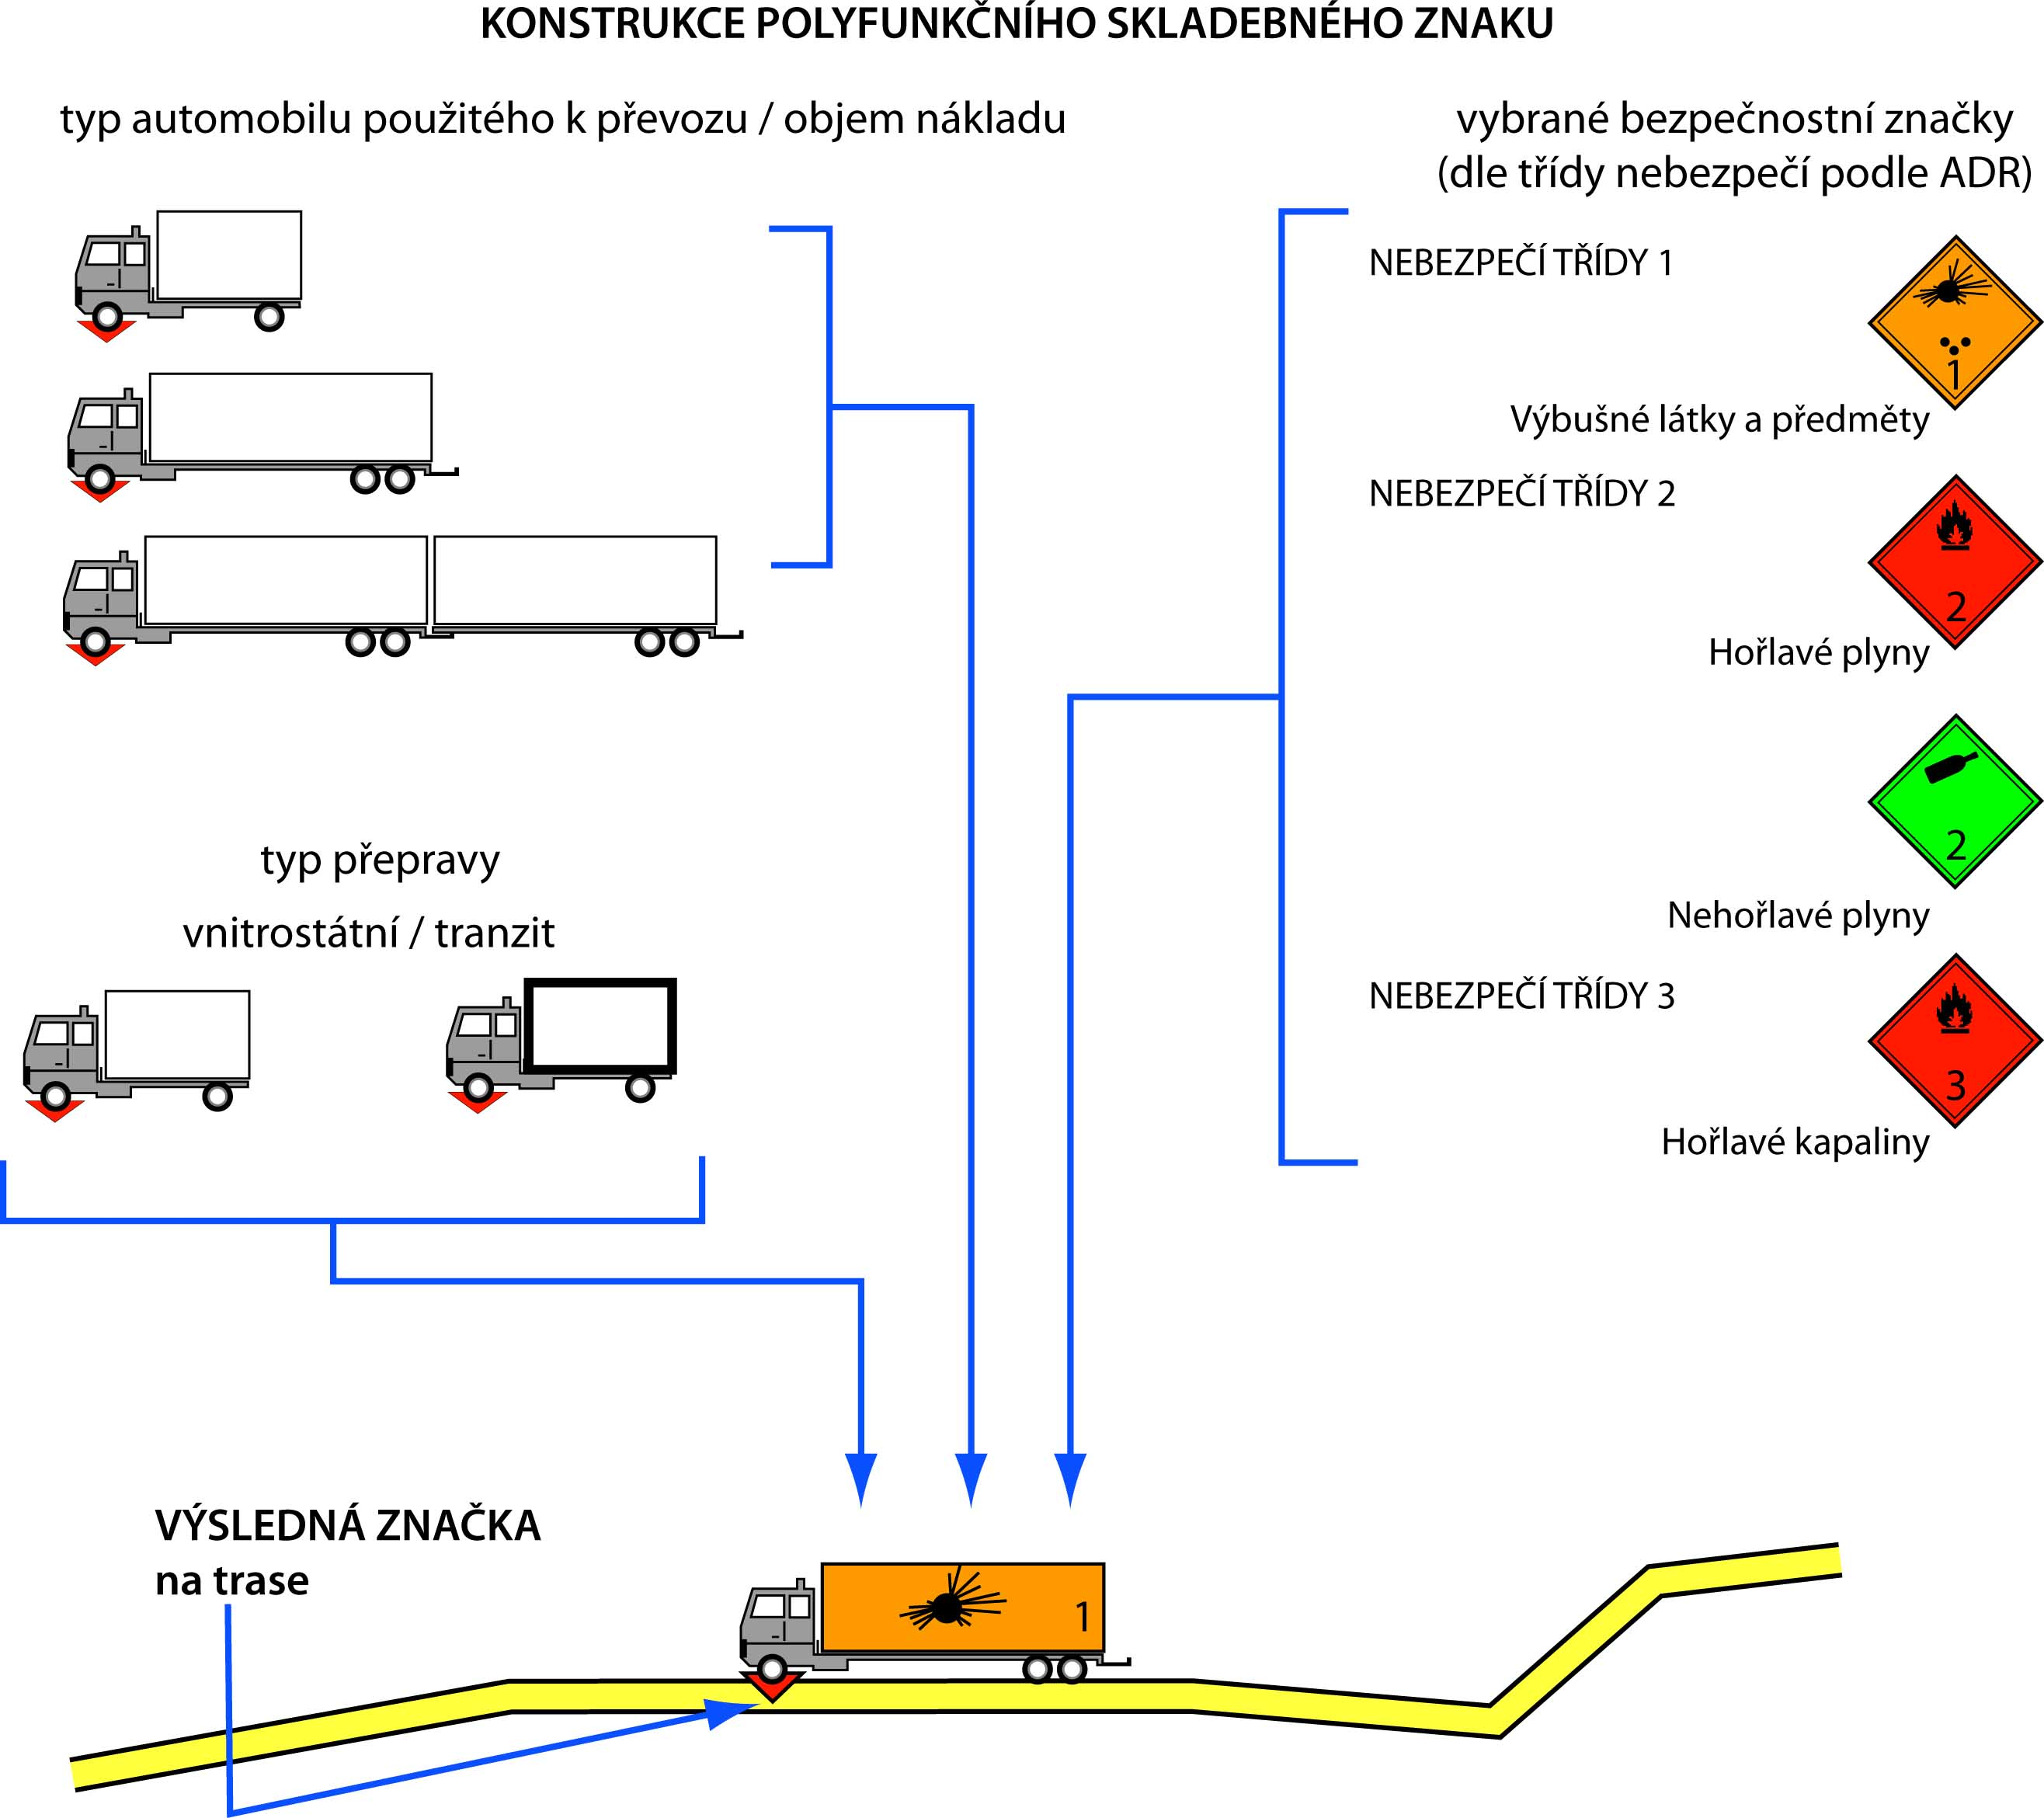 KONSTRUKCE POLYFUNKČNÍHO SKLADEBNÉHO ZNAKU
typ automobilu použitého k převozu / objem nákladu
vybrané bezpečnostní značky
(dle třídy nebezpečí podle ADR)
NEBEZPEČÍ TŘÍDY 1
1
Výbušné látky a předměty
NEBEZPEČÍ TŘÍDY 2
2
Hořlavé plyny
2
Nehořlavé plyny
NEBEZPEČÍ TŘÍDY 3
3
Hořlavé kapaliny
typ přepravy
vnitrostátní / tranzit
VÝSLEDNÁ ZNAČKA
na trase
1